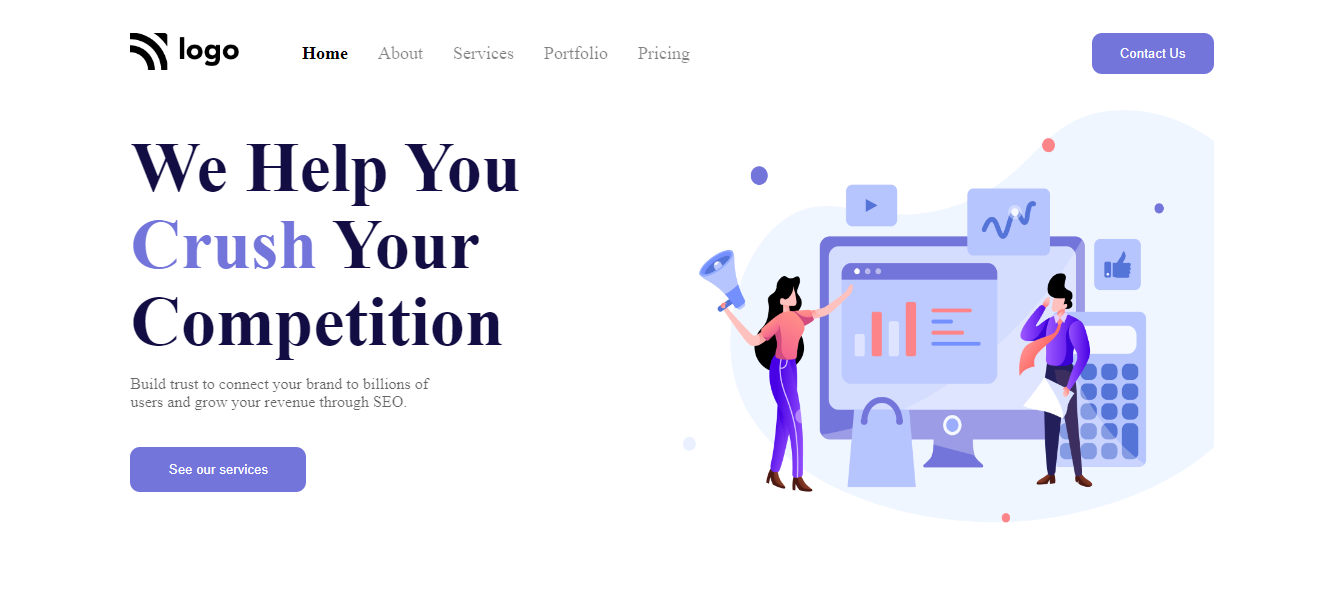 logo
Home About Services Portfolio Pricing
Contact Us
We Help You
Crush Your
Competition
Build trust to connect your brand to billions of
users and grow your revenue through SEO.
See our services